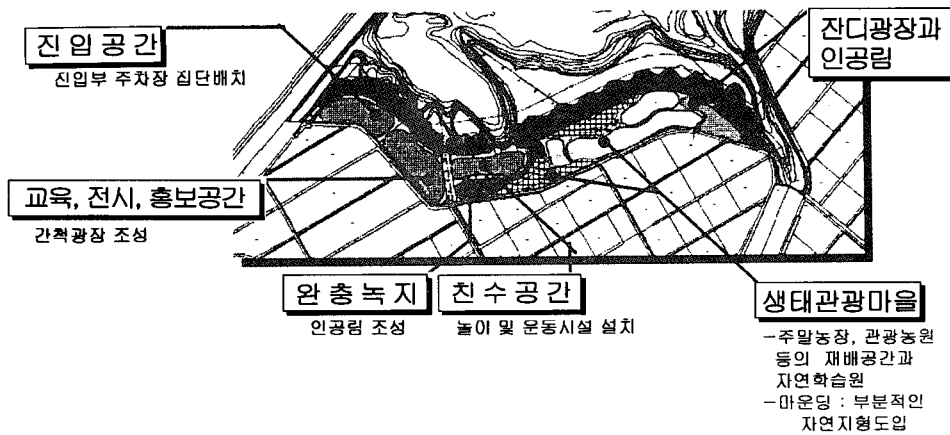 진입공간
진입부 주차장 집단배치
잔디광장과
인공림
교육, 전시, 홍보공간
간척광장 조성
완충녹지
인공림 조성
친수공간
놀이 및 운동시설 설치
생태관광마을
-주말농장, 관광농원
등의 재배공간과
자연학습원
-마운딩 : 부분적인
자연지형도입